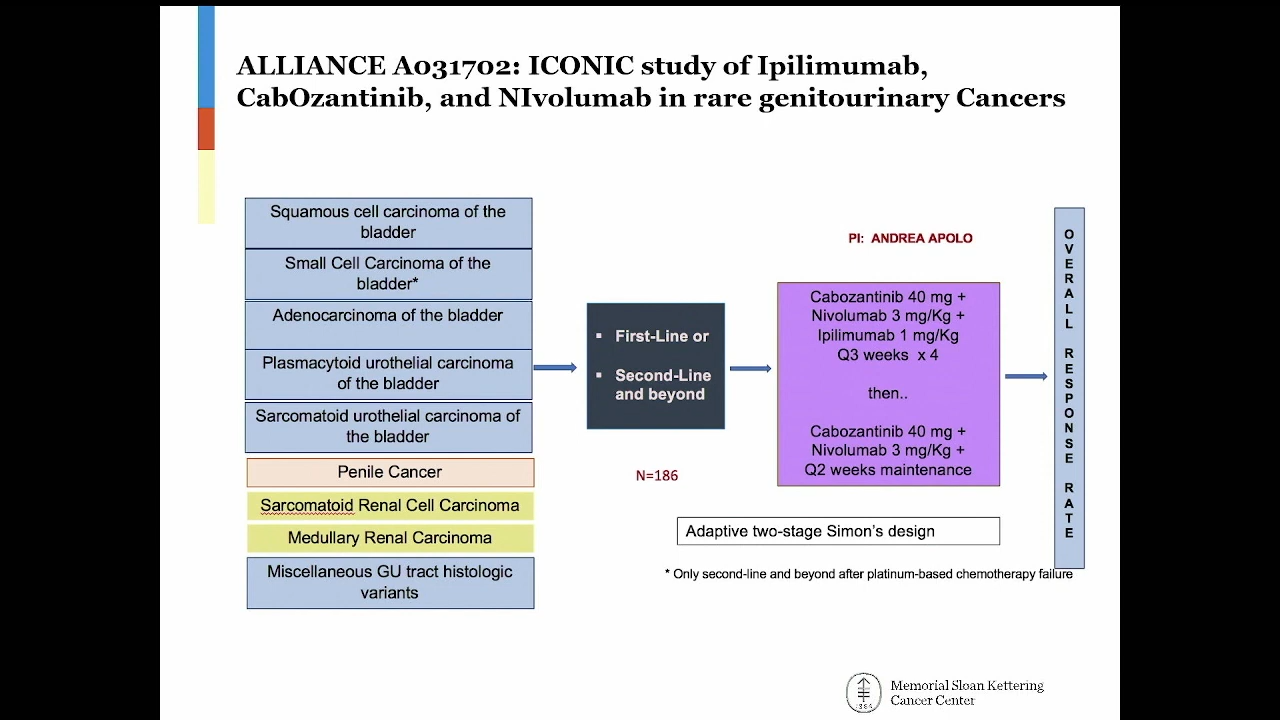 ALLIANCE A031702: ICONIC study of Ipilimumab,
CabOzantinib, and NIvolumab in rare genitourinary Cancers
Squamous cell carcinoma of the
bladder
Small Cell Carcinoma of the
bladder*
Adenocarcinoma of the bladder
Plasmacytoid urothelial carcinoma
of the bladder
Sarcomatoid urothelial carcinoma of
the bladder
Penile Cancer
Sarcomatoid Renal Cell Carcinoma
Medullary Renal Carcinoma
Miscellaneous GU tract histologic
variants
▪ First-Line or
▪ Second-Line
and beyond
N=186
PI: ANDREA APOLO
Cabozantinib 40 mg +
Nivolumab 3 mg/Kg +
Ipilimumab 1 mg/Kg
Q3 weeks x 4
then..
Cabozantinib 40 mg +
Nivolumab 3 mg/Kg +
Q2 weeks maintenance
Adaptive two-stage Simon's design
* Only second-line and beyond after platinum-based chemotherapy failure
OVERALL RESPONSE RATE
1884
Memorial Sloan Kettering
Cancer Center